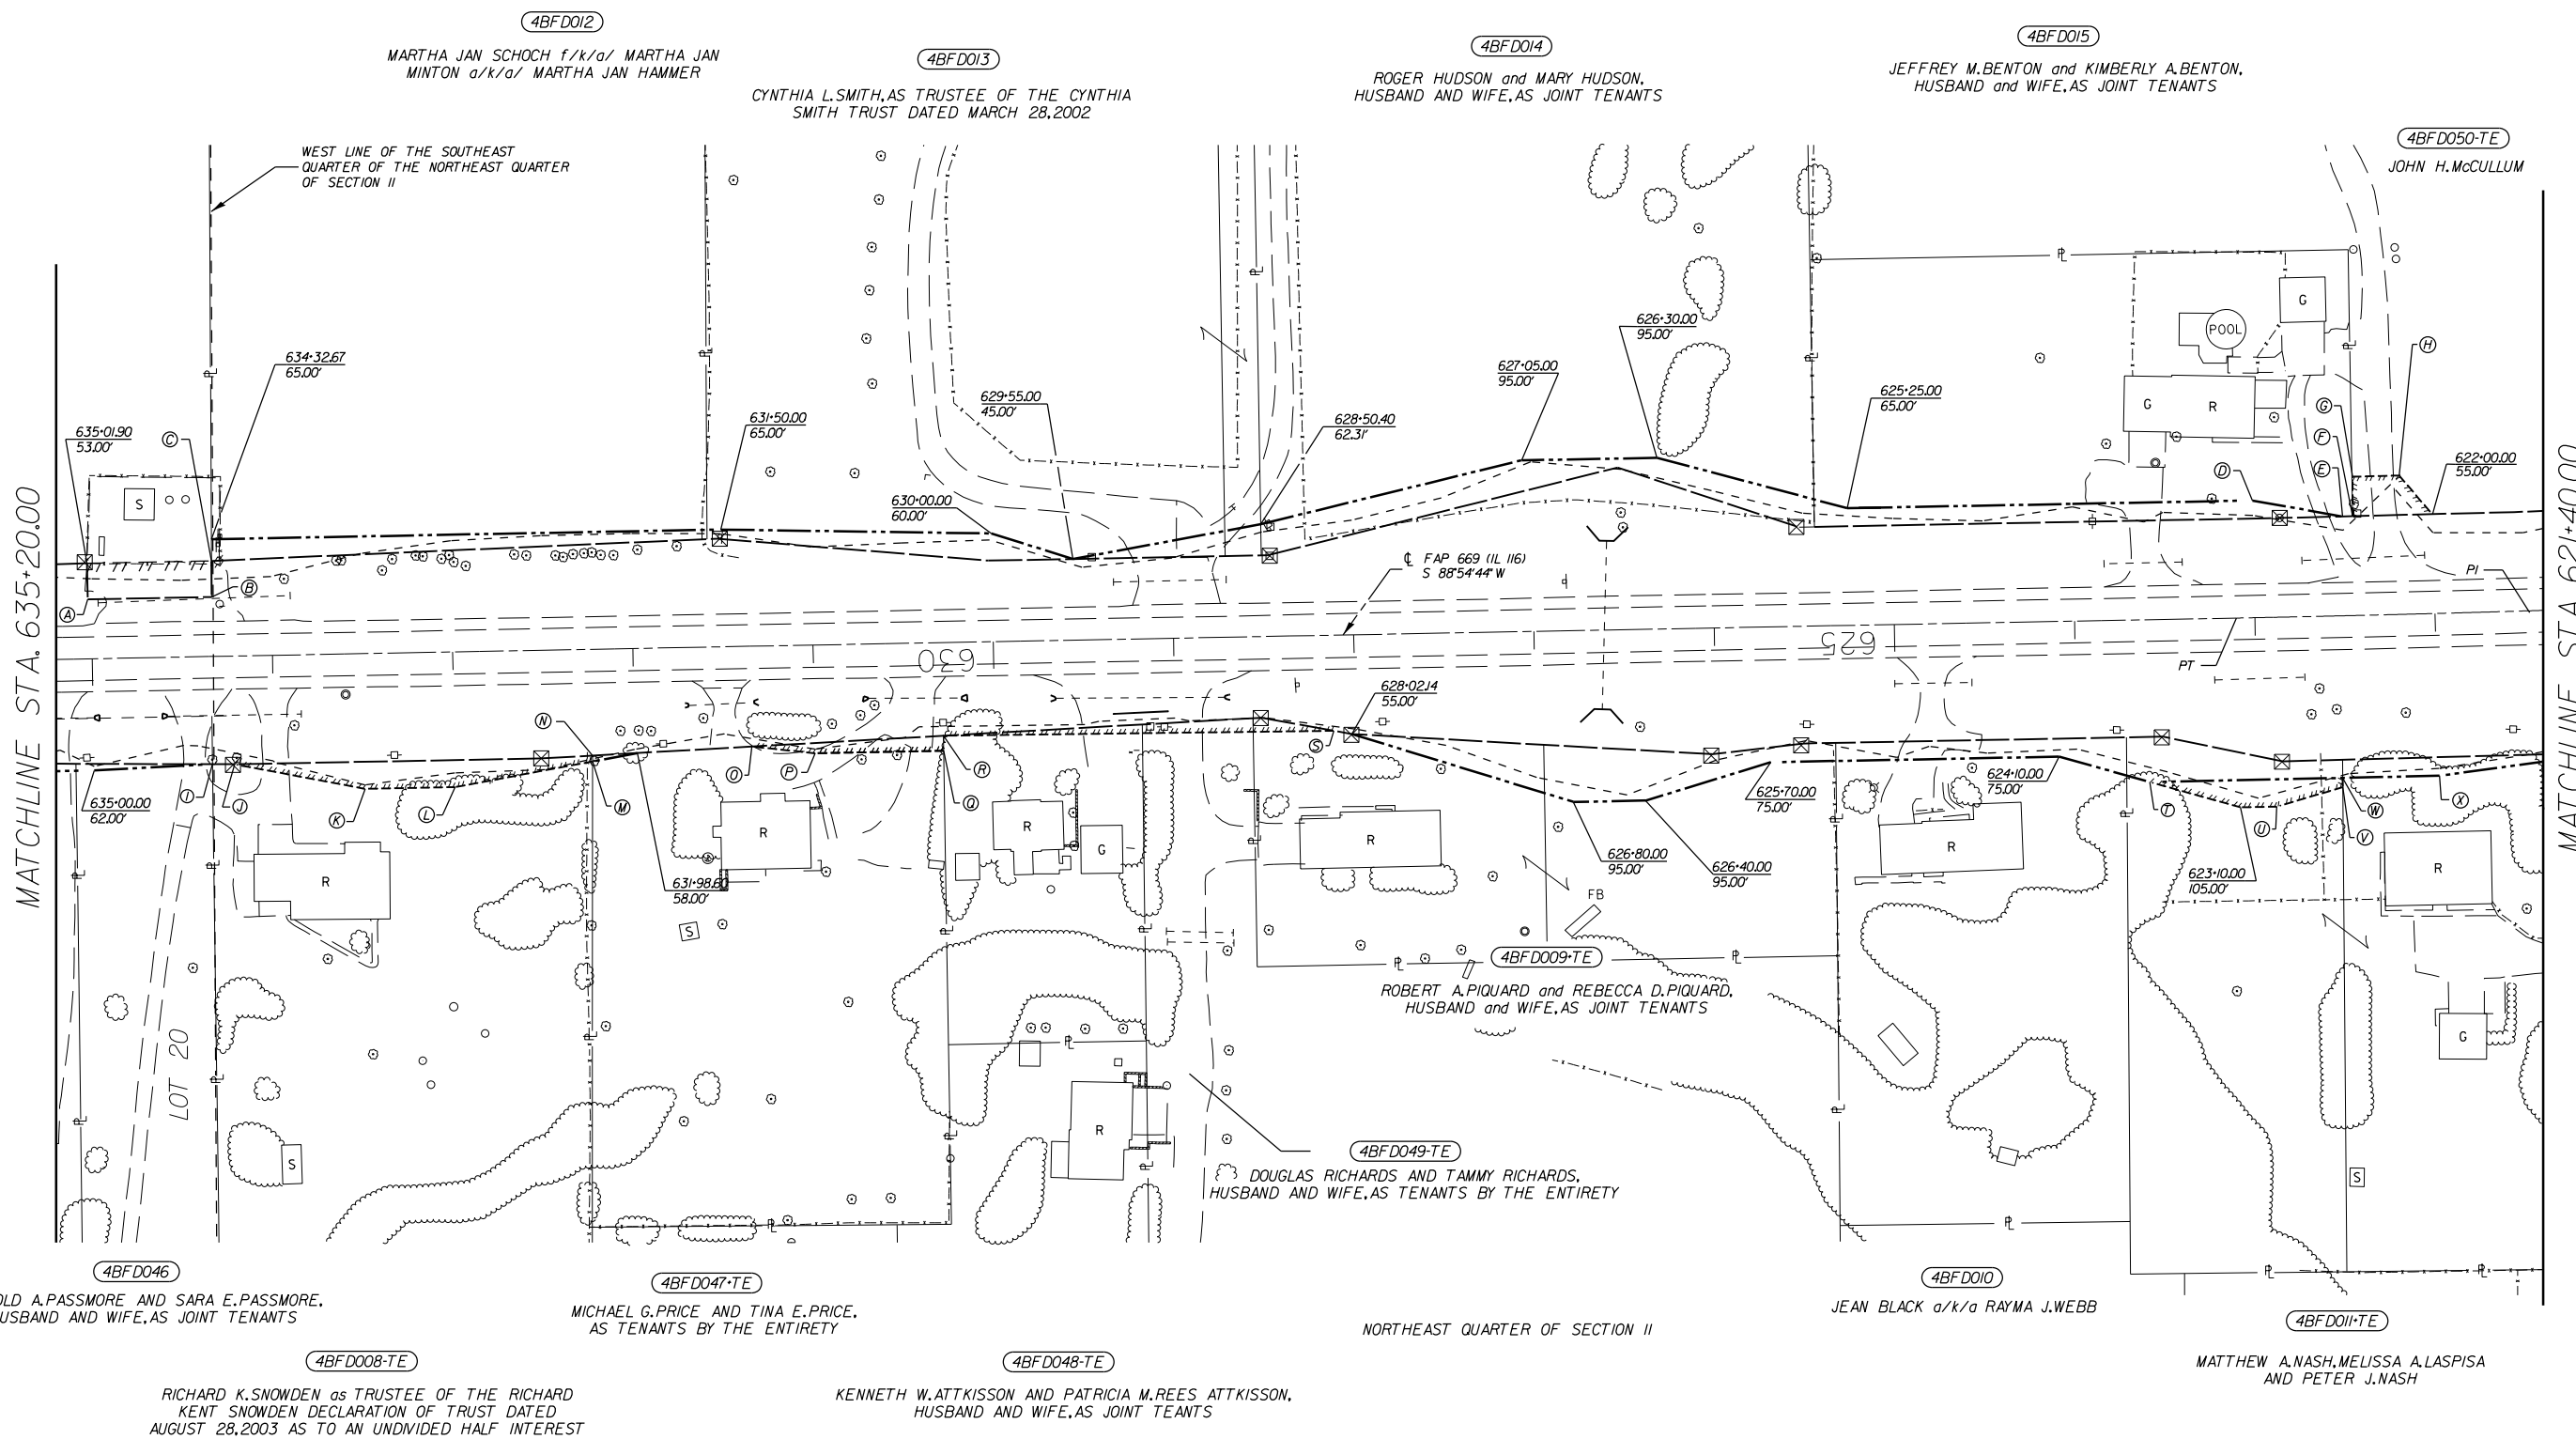 4BFD012
MARTHA JAN SCHOCH f/k/a/ MARTHA JAN
MINTON a/k/a/ MARTHA JAN HAMMER
4BFD013
CYNTHIA L.SMITH,AS TRUSTEE OF THE CYNTHIA
SMITH TRUST DATED MARCH 28,2002
4BFD014
ROGER HUDSON and MARY HUDSON,
HUSBAND AND WIFE,AS JOINT TENANTS
4BFD015
JEFFREY M.BENTON and KIMBERLY A.BENTON,
HUSBAND and WIFE,AS JOINT TENANTS
4BFD050-TE
JOHN H.McCULLUM
WEST LINE OF THE SOUTHEAST
QUARTER OF THE NORTHEAST QUARTER
OF SECTION 11
634+32.67
65.00'
635+01.90
53.00'
C
S
A
B
631+50.00
65.00'
629+55.00
45.00'
630+00.00
60.00'
628+50.40
62.31'
627+05.00
95.00'
626+30.00
95.00'
625+25.00
65.00'
G
POOL
G
R
H
G
F
E
D
622+00.00
55.00'
℄ FAP 669 (IL 116)
S 88°54'44" W
PI
PT
630
625
MATCHLINE STA. 635+20.00
MATCHLINE STA 621+40.00
635+00.00
62.00'
I
J
K
L
N
M
O
P
Q
R
S
631+98.60
58.00'
628+02.14
55.00'
626+80.00
95.00'
626+40.00
95.00'
625+70.00
75.00'
624+10.00
75.00'
623+10.00
105.00'
T
U
V
W
X
R
R
S
R
G
R
R
R
G
FB
S
S
R
LOT 20
4BFD009+TE
ROBERT A.PIQUARD and REBECCA D.PIQUARD,
HUSBAND and WIFE,AS JOINT TENANTS
4BFD049-TE
DOUGLAS RICHARDS AND TAMMY RICHARDS,
HUSBAND AND WIFE,AS TENANTS BY THE ENTIRETY
4BFD046
OLD A.PASSMORE AND SARA E.PASSMORE,
USBAND AND WIFE,AS JOINT TENANTS
4BFD047+TE
MICHAEL G.PRICE AND TINA E.PRICE,
AS TENANTS BY THE ENTIRETY
NORTHEAST QUARTER OF SECTION 11
4BFD010
JEAN BLACK a/k/a RAYMA J.WEBB
4BFD011+TE
MATTHEW A.NASH,MELISSA A.LASPISA
AND PETER J.NASH
4BFD008-TE
RICHARD K.SNOWDEN as TRUSTEE OF THE RICHARD
KENT SNOWDEN DECLARATION OF TRUST DATED
AUGUST 28,2003 AS TO AN UNDIVIDED HALF INTEREST
4BFD048-TE
KENNETH W.ATTKISSON AND PATRICIA M.REES ATTKISSON,
HUSBAND AND WIFE,AS JOINT TEANTS